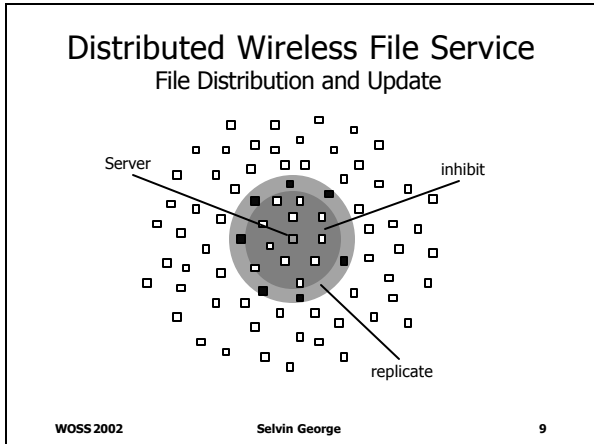 Distributed Wireless File Service
File Distribution and Update
Server
inhibit
replicate
WOSS 2002 Selvin George 9